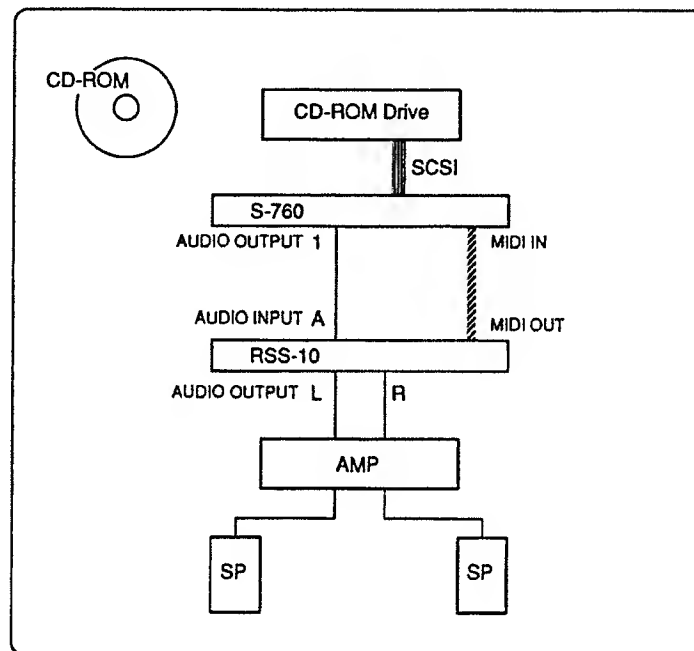 CD-ROM
CD-ROM Drive
SCSI
S-760
AUDIO OUTPUT 1
MIDI IN
AUDIO INPUT A
MIDI OUT
RSS-10
AUDIO OUTPUT L
R
AMP
SP
SP